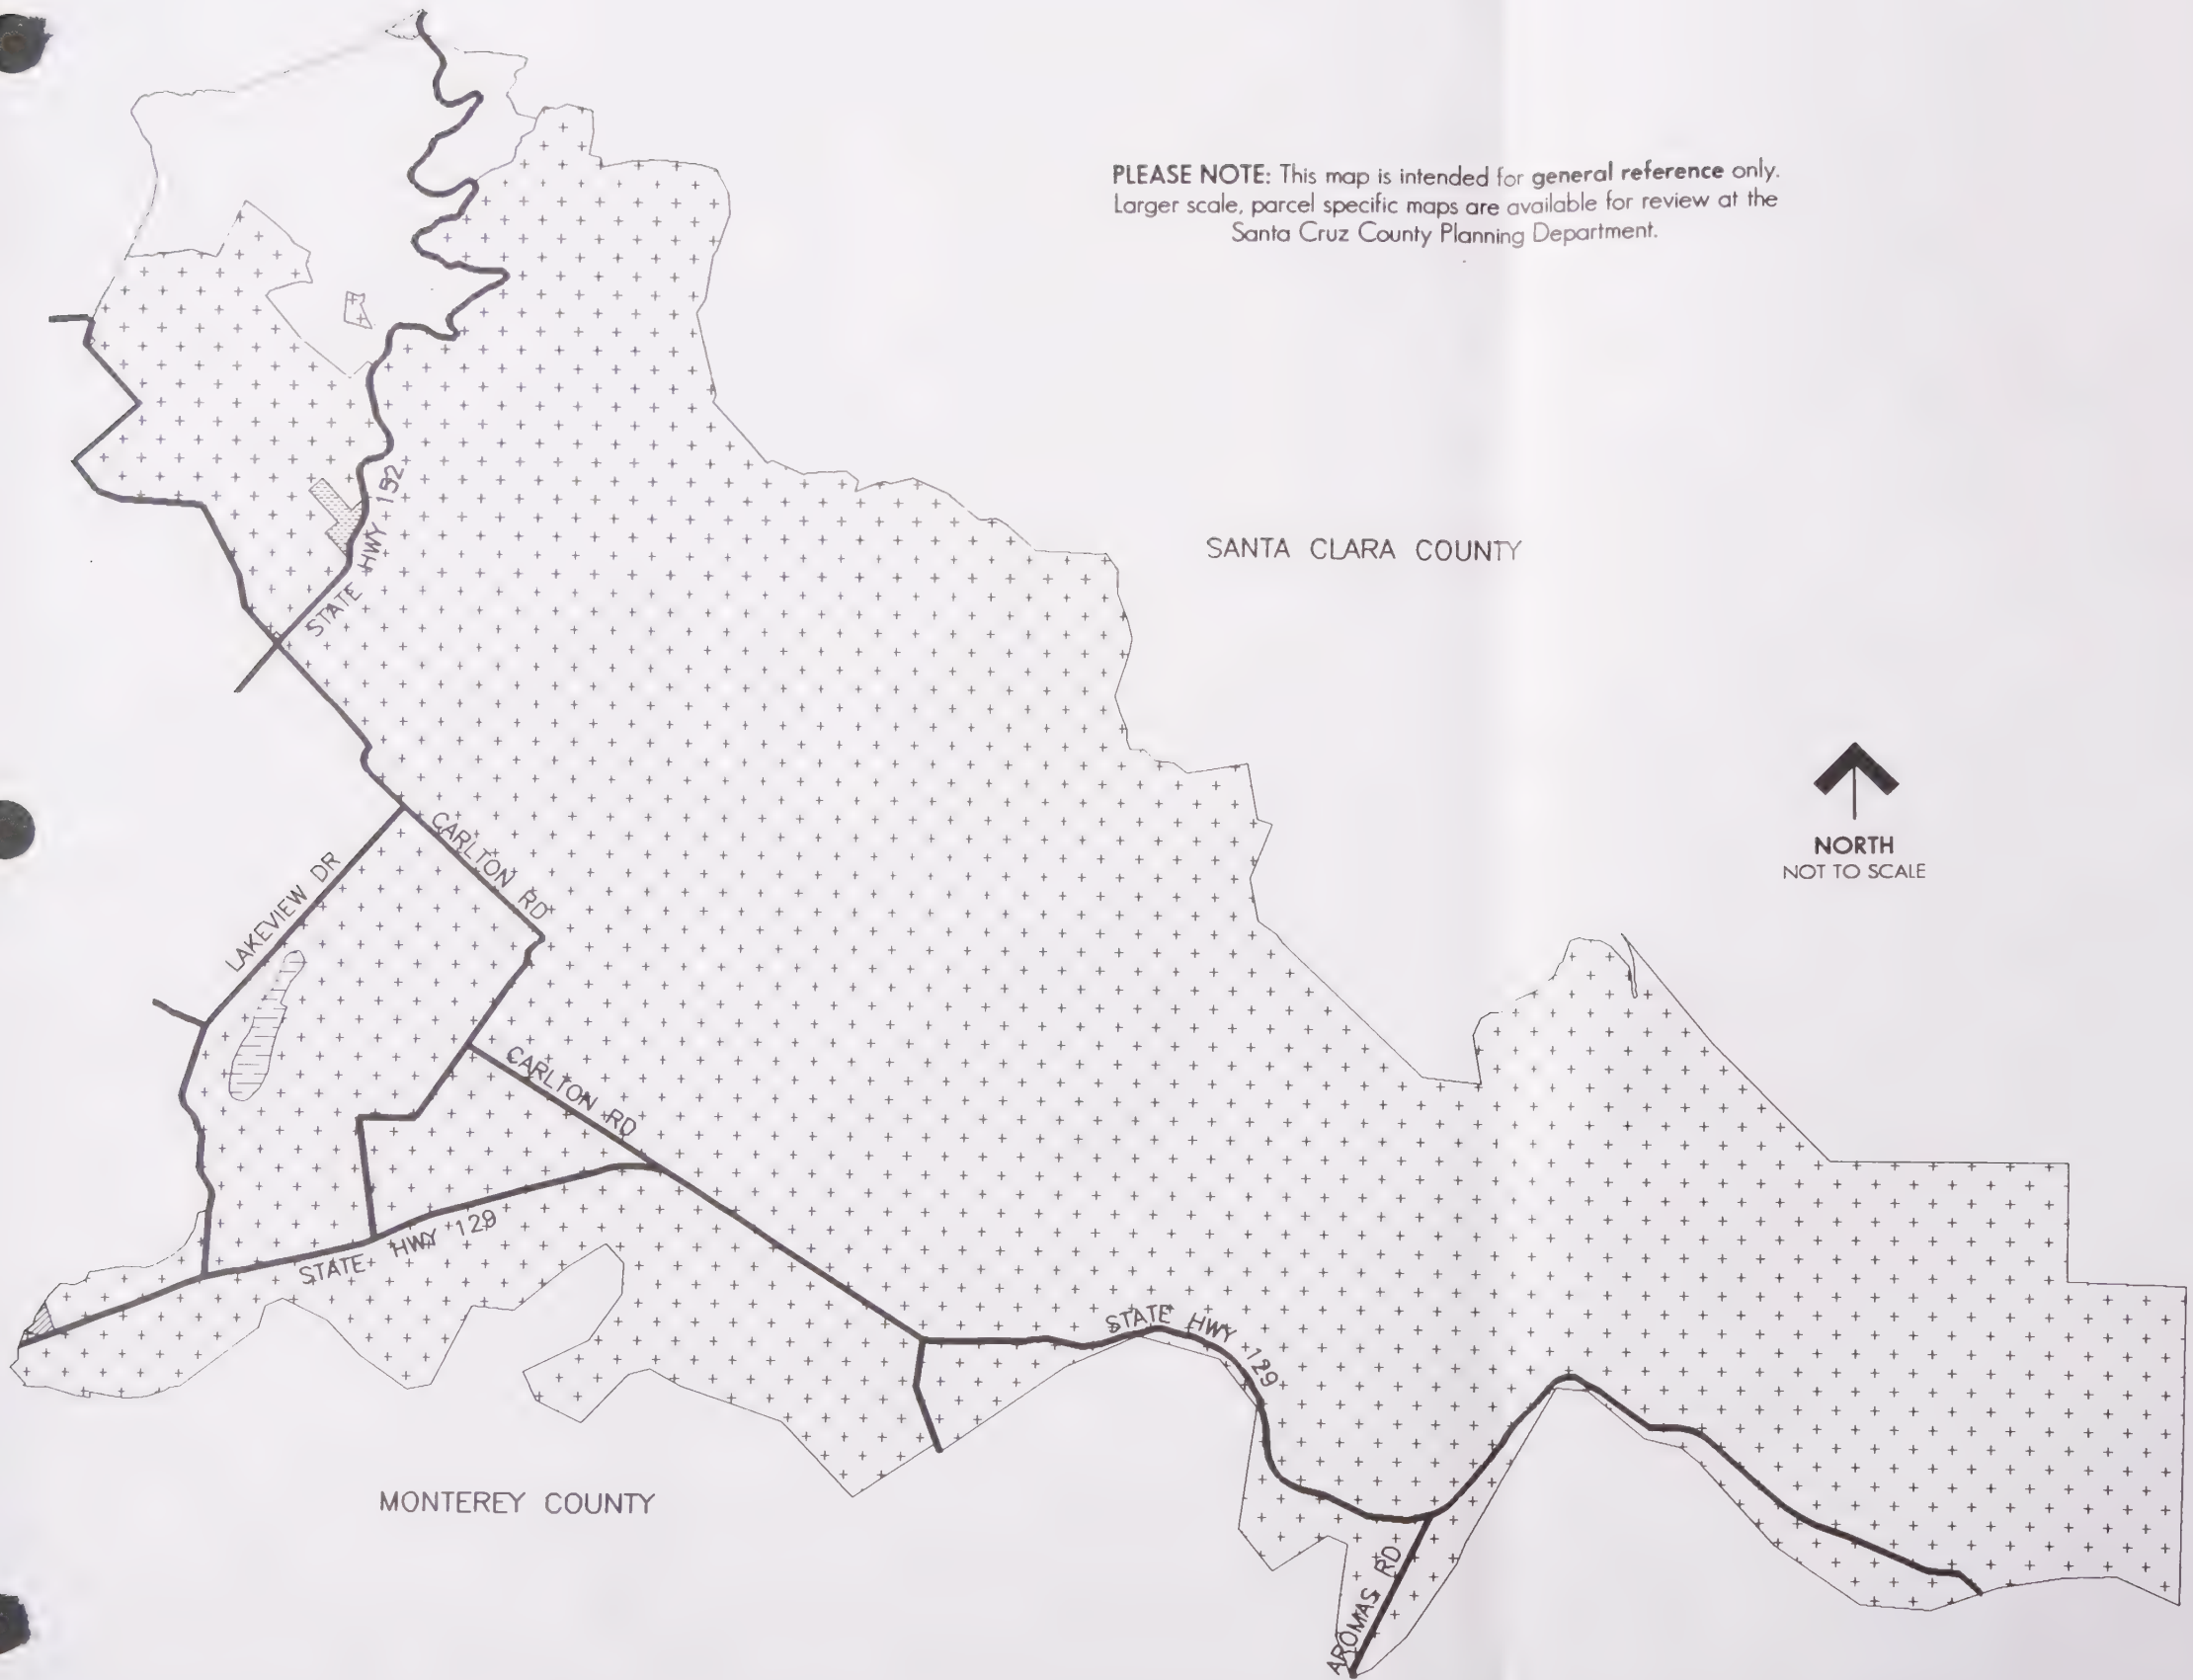 PLEASE NOTE: This map is intended for general reference only.
Larger scale, parcel specific maps are available for review at the
Santa Cruz County Planning Department.
STATE HWY 192
SANTA CLARA COUNTY
NORTH
NOT TO SCALE
CARLTON RD
LAKEVIEW DR
CARLTON RD
STATE HWY 129
STATE HWY 129
MONTEREY COUNTY
AROMAS RD